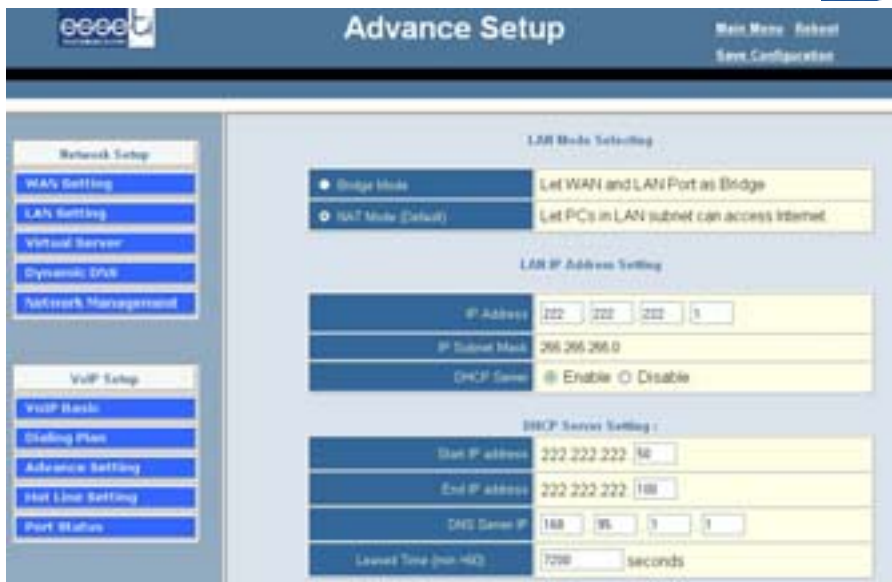 Advance Setup
Main Menu Reboot
Save Configuration
Network Setup
WAN Setting
LAN Setting
Virtual Server
Dynamic DNS
Network Management
VoIP Setup
VoIP Basic
Dialing Plan
Advance Setting
Hot Line Setting
Port Status
LAN Mode Selecting
Bridge Mode Let WAN and LAN Port as Bridge
NAT Mode (Default) Let PCs in LAN subnet can access Internet
LAN IP Address Setting
IP Address 222 222 222 1
IP Subnet Mask 255.255.255.0
DHCP Server Enable Disable
DHCP Server Setting :
Start IP address 222.222.222. 50
End IP address 222.222.222. 100
DNS Server IP 168 95 1 1
Leased Time (min >60) 7200 seconds